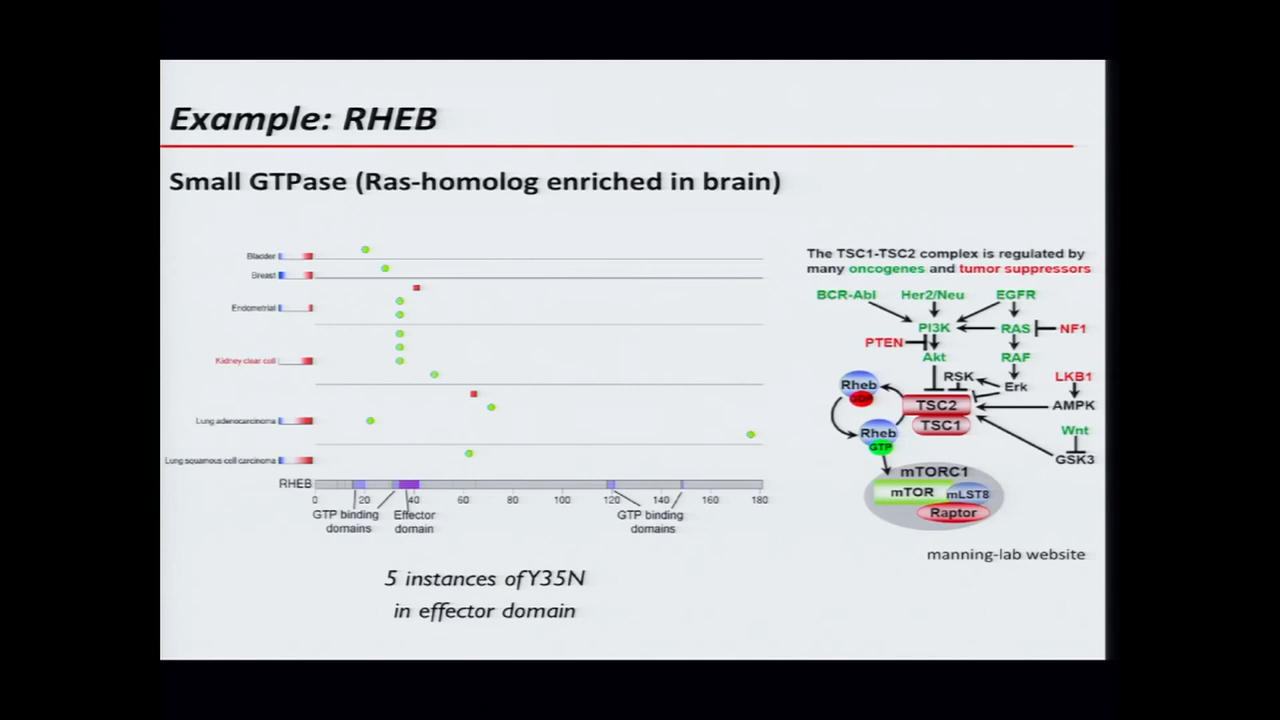 Example: RHEB
Small GTPase (Ras-homolog enriched in brain)
Bladder
Breast
Endometrial
Kidney clear cell
Lung adenocarcinoma
Lung squamous cell carcinoma
RHEB
0 20 40 60 80 100 120 140 160 180
GTP binding domains
Effector domain
GTP binding domains
5 instances of Y35N
in effector domain
The TSC1-TSC2 complex is regulated by
many oncogenes and tumor suppressors
BCR-Abl Her2/Neu EGFR
PI3K RAS NF1
PTEN
Akt RAF
RSK LKB1
Erk
Rheb
GDP
TSC2 AMPK
TSC1
Rheb Wnt
GTP
GSK3
mTORC1
mTOR mLST8
Raptor
manning-lab website